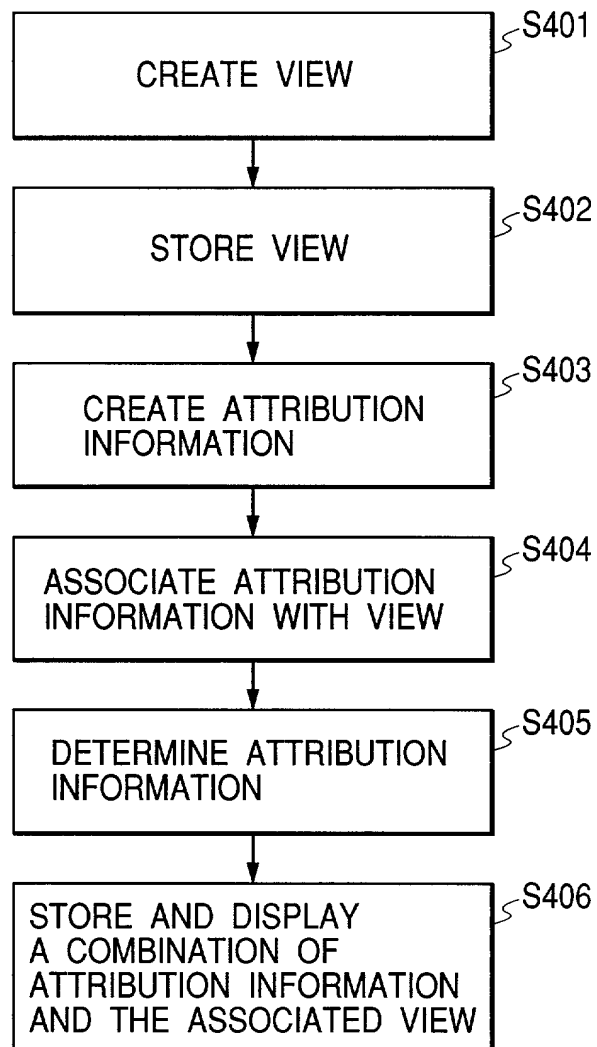 S401
CREATE VIEW
S402
STORE VIEW
S403
CREATE ATTRIBUTION
INFORMATION
S404
ASSOCIATE ATTRIBUTION
INFORMATION WITH VIEW
S405
DETERMINE ATTRIBUTION
INFORMATION
S406
STORE AND DISPLAY
A COMBINATION OF
ATTRIBUTION INFORMATION
AND THE ASSOCIATED VIEW